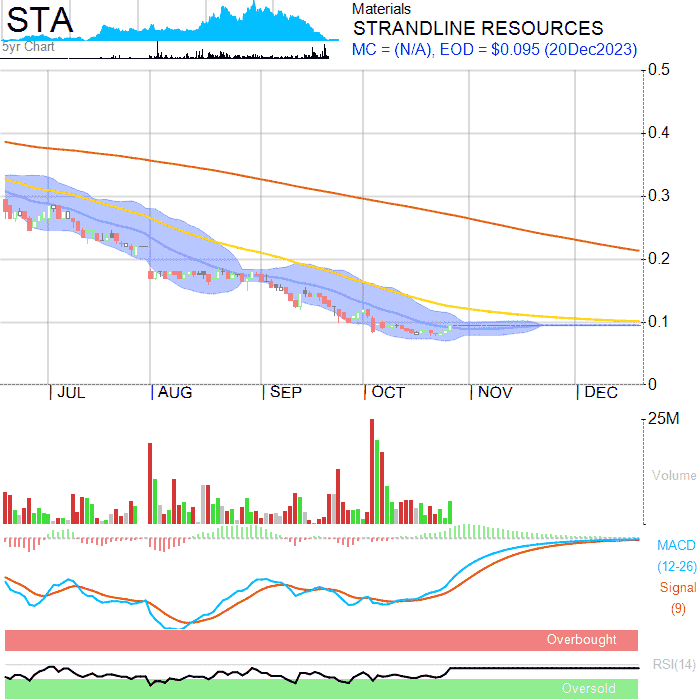 STA
5yr Chart
Materials
STRANDLINE RESOURCES
MC = (N/A), EOD = $0.095 (20Dec2023)
0.5
0.4
0.3
0.2
0.1
0
JUL AUG SEP OCT NOV DEC
25M
Volume
MACD
(12-26)
Signal
(9)
Overbought
RSI(14)
Oversold